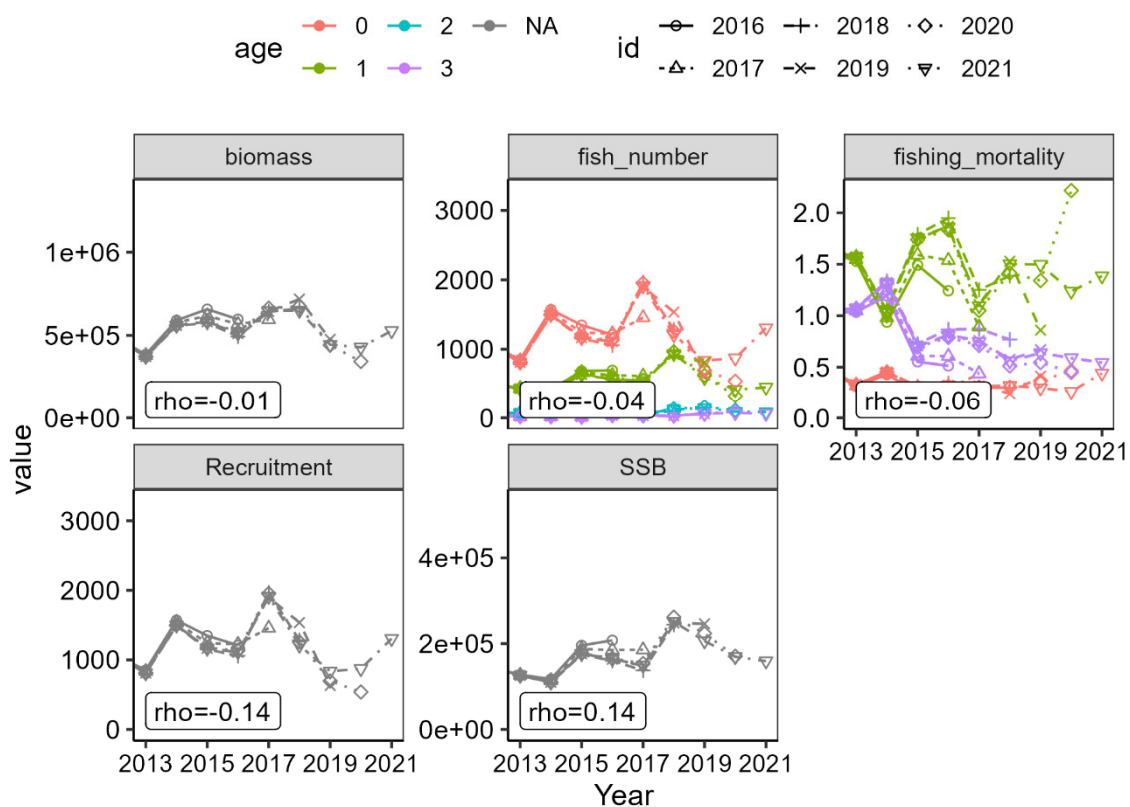 age
0
2
NA
1
3
id
2016
2018
2020
2017
2019
2021
biomass
fish_number
fishing_mortality
1e+06
5e+05
0e+00
rho=-0.01
3000
2000
1000
0
rho=-0.04
2.0
1.5
1.0
0.5
0.0
rho=-0.06
2013 2015 2017 2019 2021
value
Recruitment
SSB
3000
2000
1000
0
rho=-0.14
4e+05
2e+05
0e+00
rho=0.14
2013 2015 2017 2019 2021
2013 2015 2017 2019 2021
Year